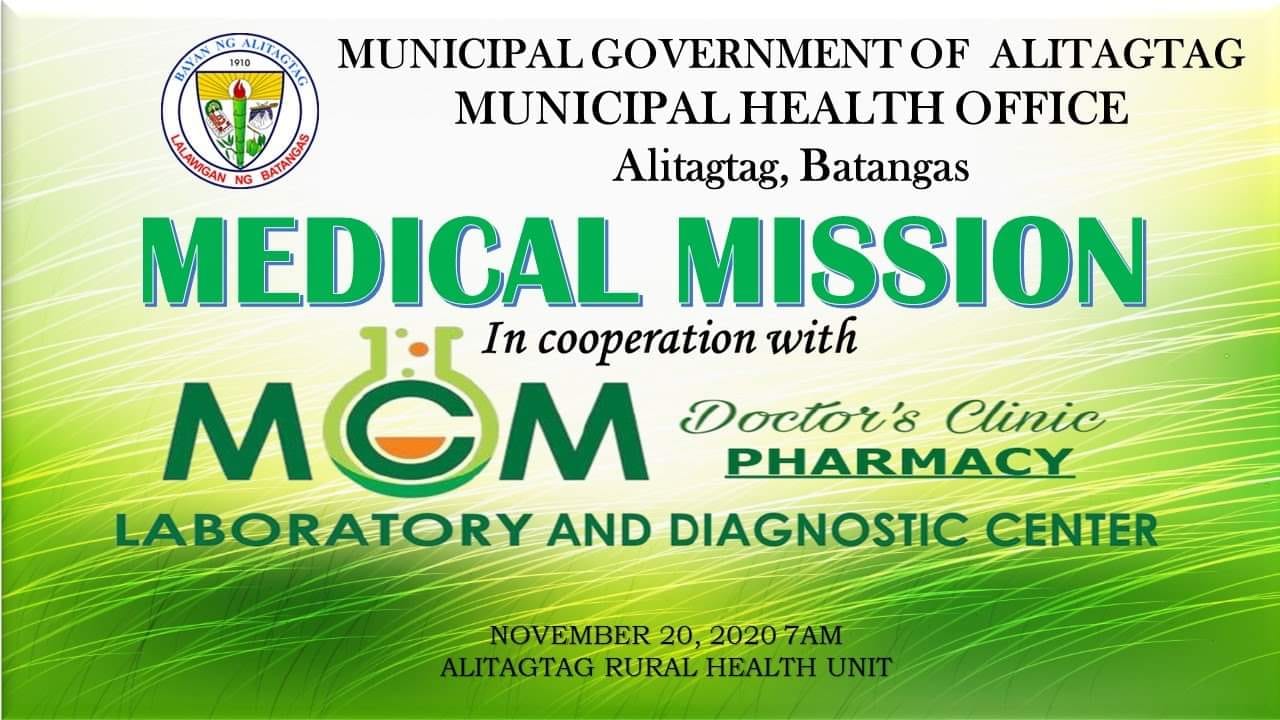 BAYAN NG ALITAGTAG
1910
LALAWIGAN NG BATANGAS
MUNICIPAL GOVERNMENT OF ALITAGTAG
MUNICIPAL HEALTH OFFICE
Alitagtag, Batangas
MEDICAL MISSION
In cooperation with
MCM Doctor's Clinic
PHARMACY
LABORATORY AND DIAGNOSTIC CENTER
NOVEMBER 20, 2020 7AM
ALITAGTAG RURAL HEALTH UNIT